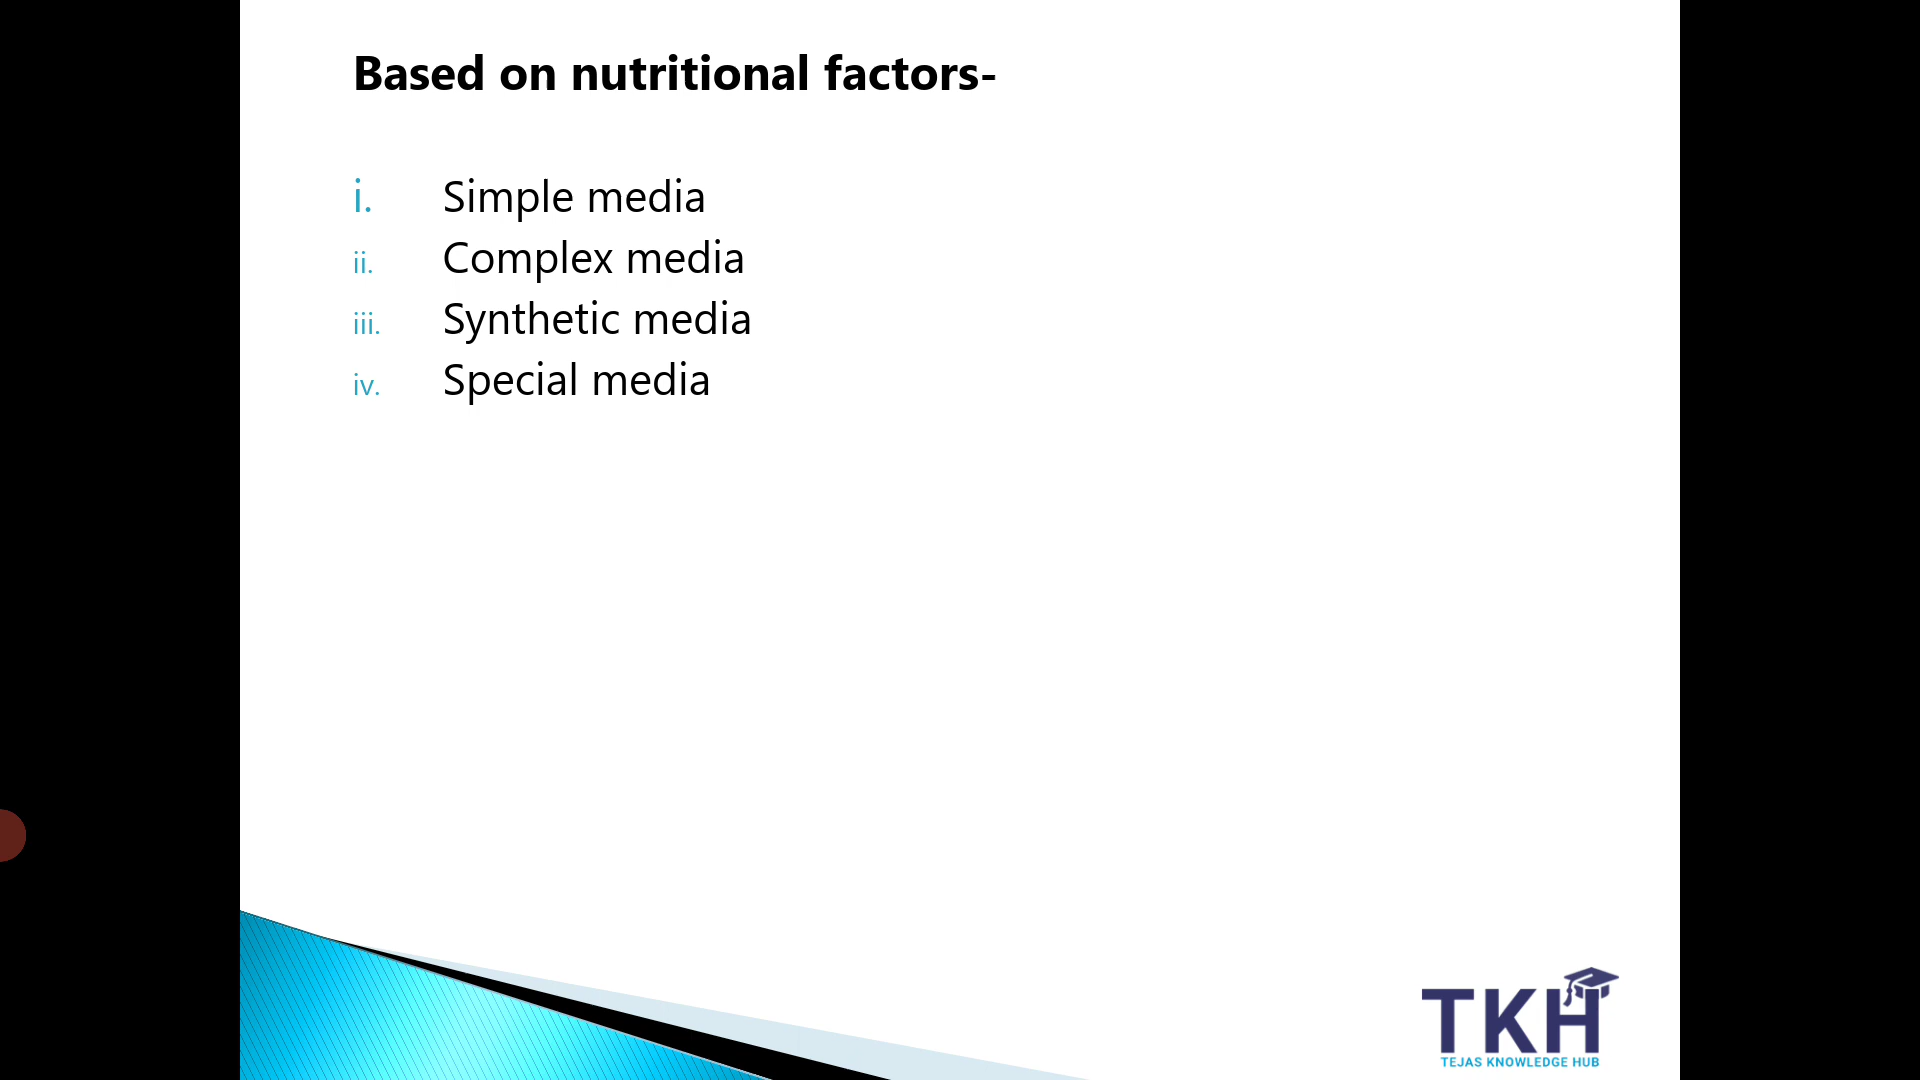 Based on nutritional factors-
i. Simple media
ii. Complex media
iii. Synthetic media
iv. Special media
TKH
TEJAS KNOWLEDGE HUB